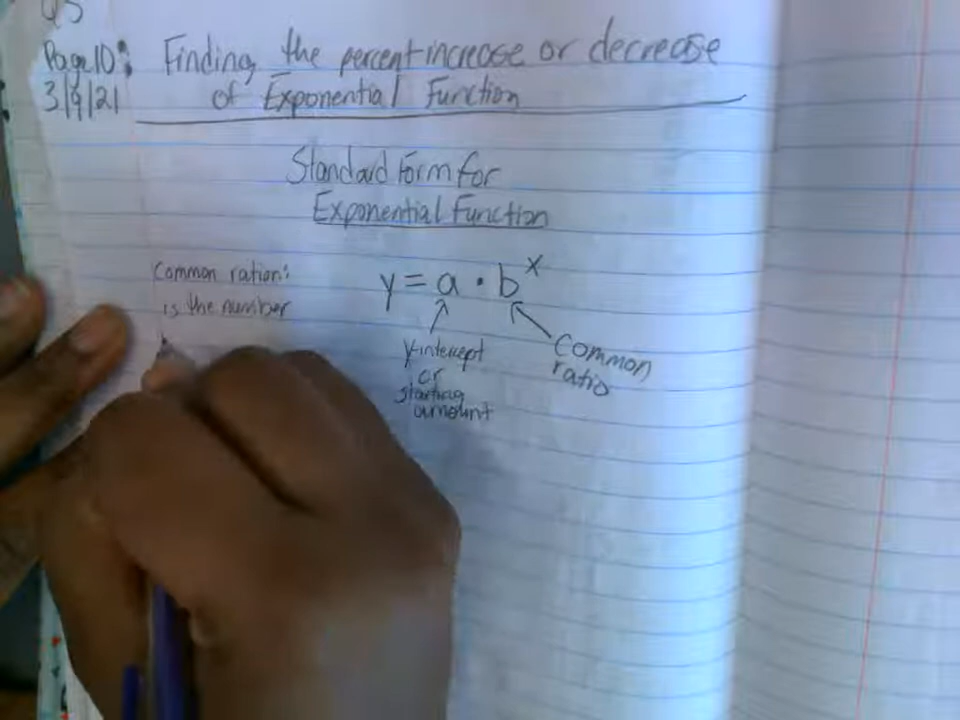 Q3
Page 10: Finding the percent increase or decrease
3/9/21 of Exponential Function
Standard Form for
Exponential Function
Common ration:
is the number
y = a · b^x
y-intercept
or
starting
amount
Common
ratio